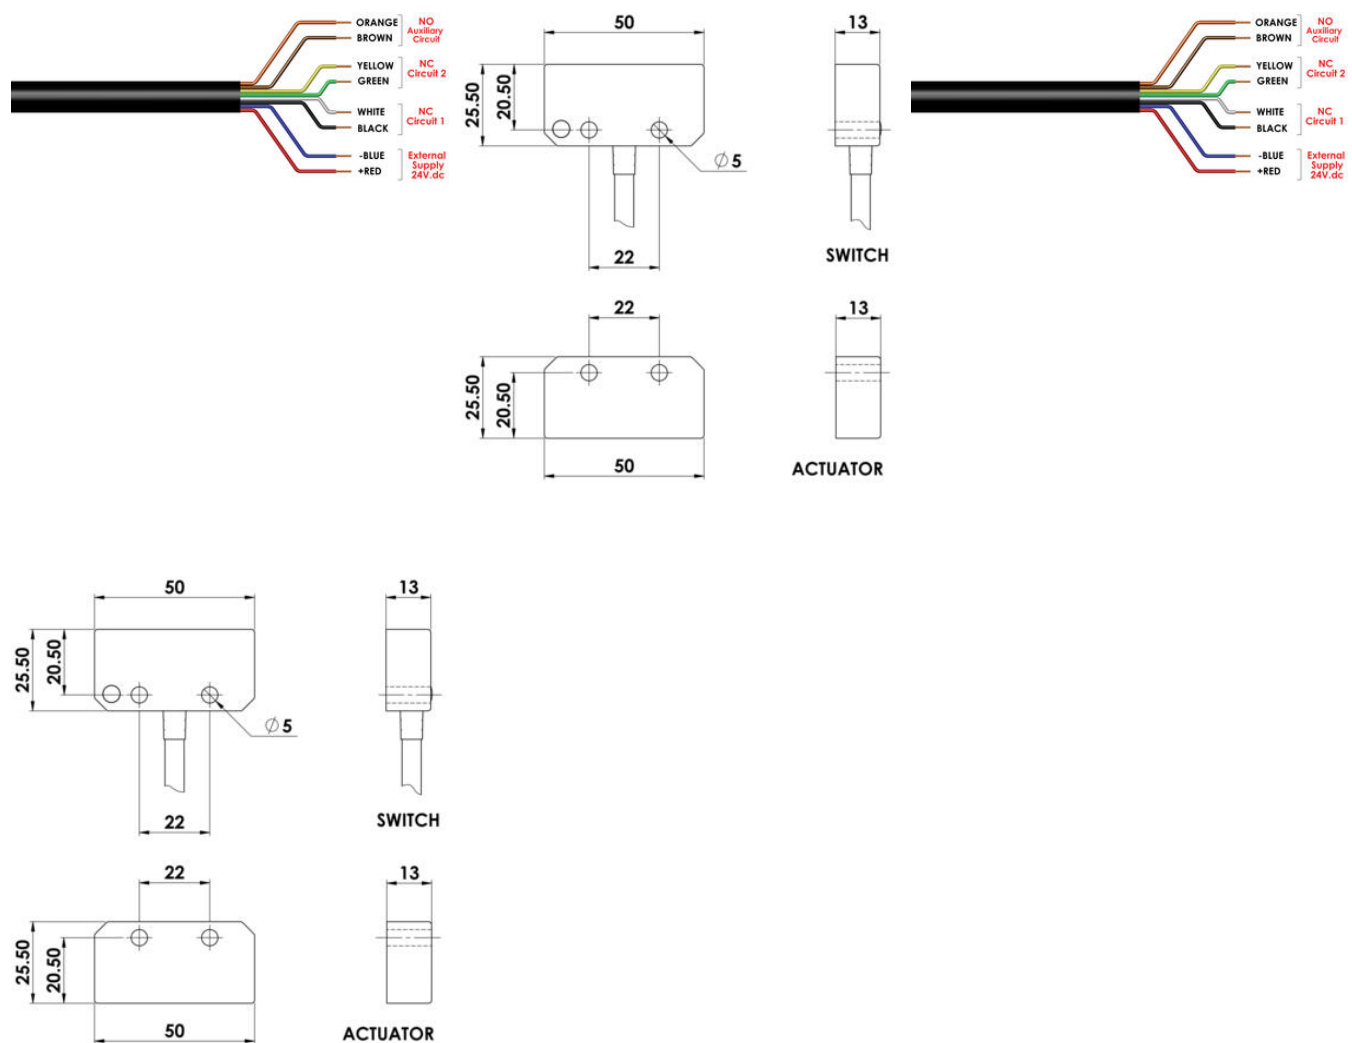 ORANGE
BROWN
NO
Auxiliary
Circuit
YELLOW
GREEN
NC
Circuit 2
WHITE
BLACK
NC
Circuit 1
-BLUE
+RED
External
Supply
24V.dc
50
13
25.50
20.50
Ø 5
22
SWITCH
22
13
25.50
20.50
50
ACTUATOR
ORANGE
BROWN
NO
Auxiliary
Circuit
YELLOW
GREEN
NC
Circuit 2
WHITE
BLACK
NC
Circuit 1
-BLUE
+RED
External
Supply
24V.dc
50
13
25.50
20.50
Ø 5
22
SWITCH
22
13
25.50
20.50
50
ACTUATOR